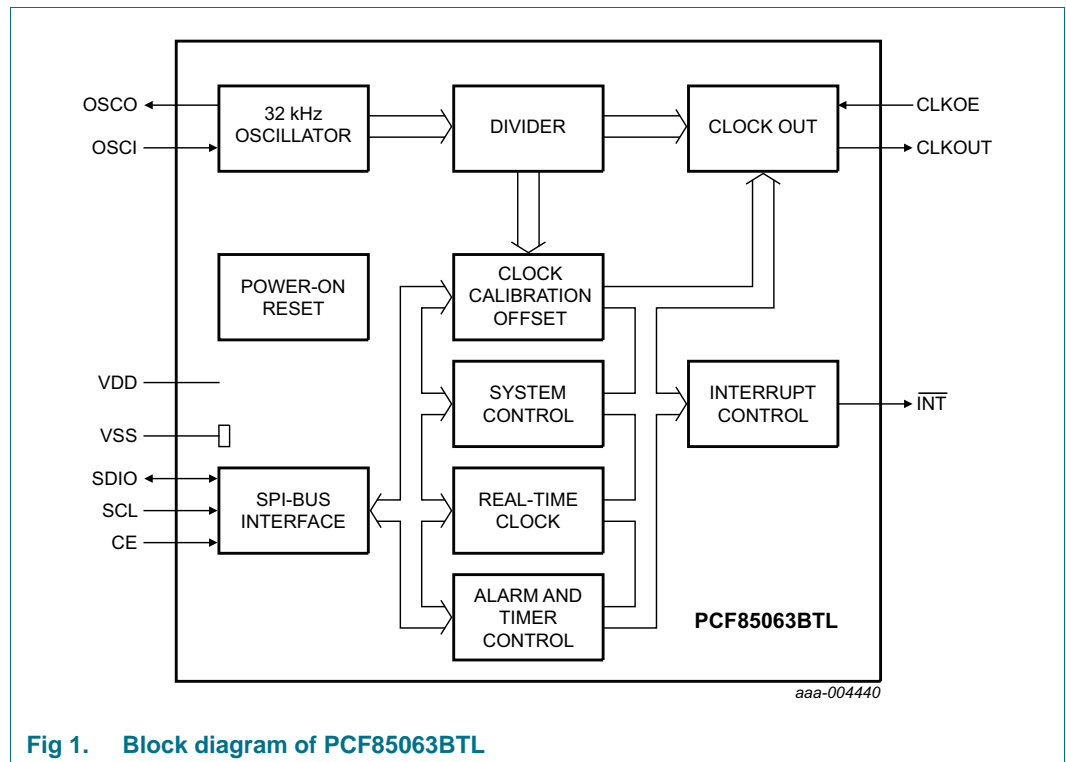 OSCO
OSCI
32 kHz
OSCILLATOR
DIVIDER
CLOCK OUT
CLKOE
CLKOUT
POWER-ON
RESET
CLOCK
CALIBRATION
OFFSET
VDD
VSS
SYSTEM
CONTROL
INTERRUPT
CONTROL
INT
SDIO
SCL
CE
SPI-BUS
INTERFACE
REAL-TIME
CLOCK
ALARM AND
TIMER
CONTROL
PCF85063BTL
aaa-004440
Fig 1. Block diagram of PCF85063BTL